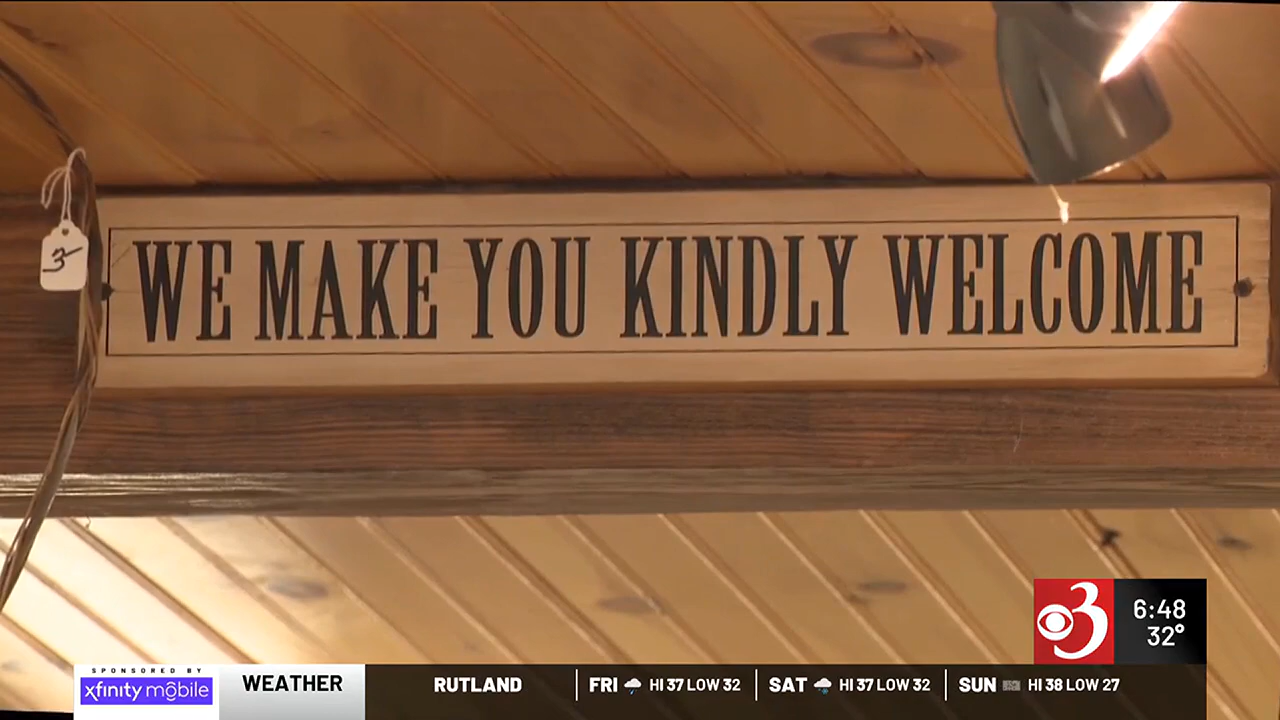 WE MAKE YOU KINDLY WELCOME
3
3
6:48
32°
SPONSORED BY
xfinity mobile
WEATHER
RUTLAND
FRI HI 37 LOW 32
SAT HI 37 LOW 32
SUN HI 38 LOW 27